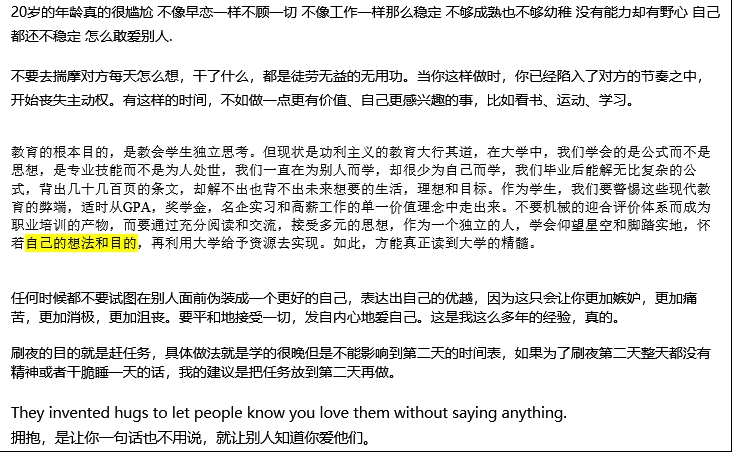 20岁的年龄真的很尴尬 不像早恋一样不顾一切 不像工作一样那么稳定 不够成熟也不够幼稚 没有能力却有野心 自己
都还不稳定 怎么敢爱别人.
不要去揣摩对方每天怎么想，干了什么，都是徒劳无益的无用功。当你这样做时，你已经陷入了对方的节奏之中，
开始丧失主动权。有这样的时间，不如做一点更有价值、自己更感兴趣的事，比如看书、运动、学习。
教育的根本目的，是教会学生独立思考。但现状是功利主义的教育大行其道，在大学中，我们学会的是公式而不是
思想，是专业技能而不是为人处世，我们一直在为别人而学，却很少为自己而学，我们毕业后能解无比复杂的公
式，背出几十几百页的条文，却解不出也背不出未来想要的生活，理想和目标。作为学生，我们要警惕这些现代教
育的弊端，适时从GPA，奖学金，名企实习和高薪工作的单一价值理念中走出来。不要机械的迎合评价体系而成为
职业培训的产物，而要通过充分阅读和交流，接受多元的思想，作为一个独立的人，学会仰望星空和脚踏实地，怀
着自己的想法和目的，再利用大学给予资源去实现。如此，方能真正读到大学的精髓。
任何时候都不要试图在别人面前伪装成一个更好的自己，表达出自己的优越，因为这只会让你更加嫉妒，更加痛
苦，更加消极，更加沮丧。要平和地接受一切，发自内心地爱自己。这是我这么多年的经验，真的。
刷夜的目的就是赶任务，具体做法就是学的很晚但是不能影响到第二天的时间表，如果为了刷夜第二天整天都没有
精神或者干脆睡一天的话，我的建议是把任务放到第二天再做。
They invented hugs to let people know you love them without saying anything.
拥抱，是让你一句话也不用说，就让别人知道你爱他们。